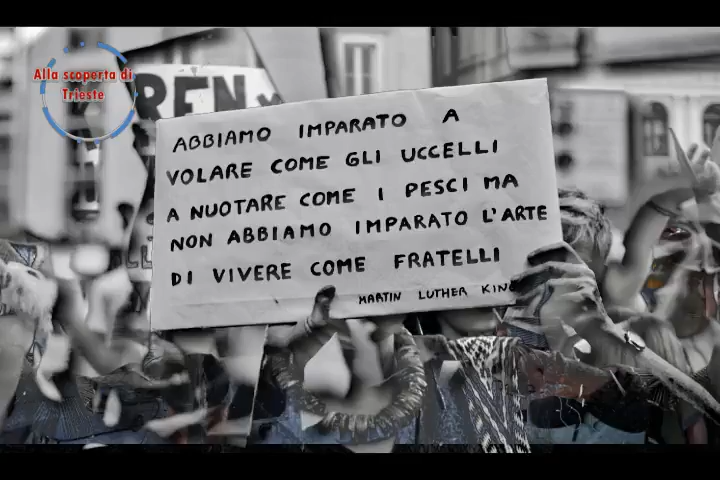 Alla scoperta di
Trieste
REN
ABBIAMO IMPARATO A
VOLARE COME GLI UCCELLI
A NUOTARE COME I PESCI MA
NON ABBIAMO IMPARATO L'ARTE
DI VIVERE COME FRATELLI
MARTIN LUTHER KING